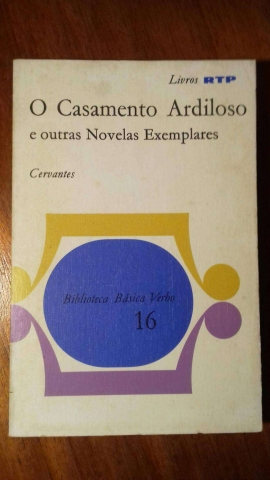 Livros RTP
O Casamento Ardiloso
e outras Novelas Exemplares
Cervantes
Biblioteca Básica Verbo
16